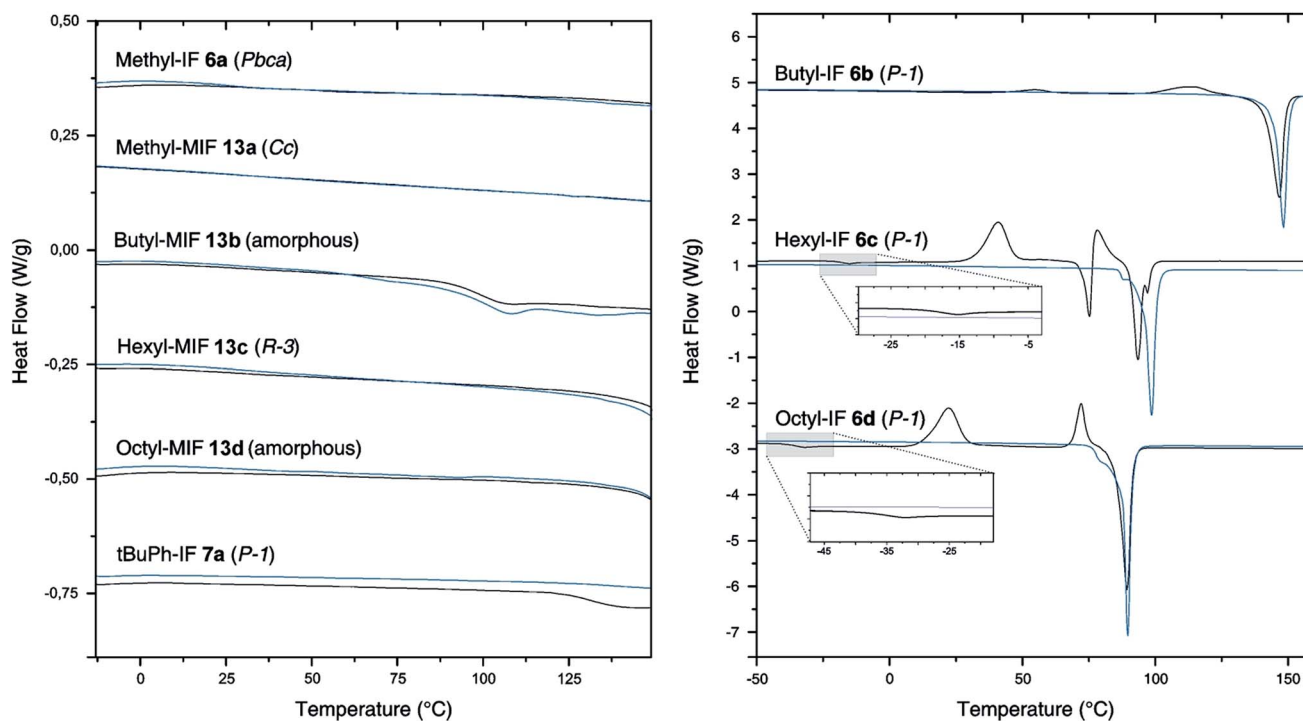 0,50
0,25
0,00
-0,25
-0,50
-0,75
Heat Flow (W/g)
Methyl-IF 6a (Pbca)
Methyl-MIF 13a (Cc)
Butyl-MIF 13b (amorphous)
Hexyl-MIF 13c (R-3)
Octyl-MIF 13d (amorphous)
tBuPh-IF 7a (P-1)
0 25 50 75 100 125
Temperature (°C)
6
5
4
3
2
1
0
-1
-2
-3
-4
-5
-6
-7
Heat Flow (W/g)
Butyl-IF 6b (P-1)
Hexyl-IF 6c (P-1)
-25 -15 -5
Octyl-IF 6d (P-1)
-45 -35 -25
-50 0 50 100 150
Temperature (°C)